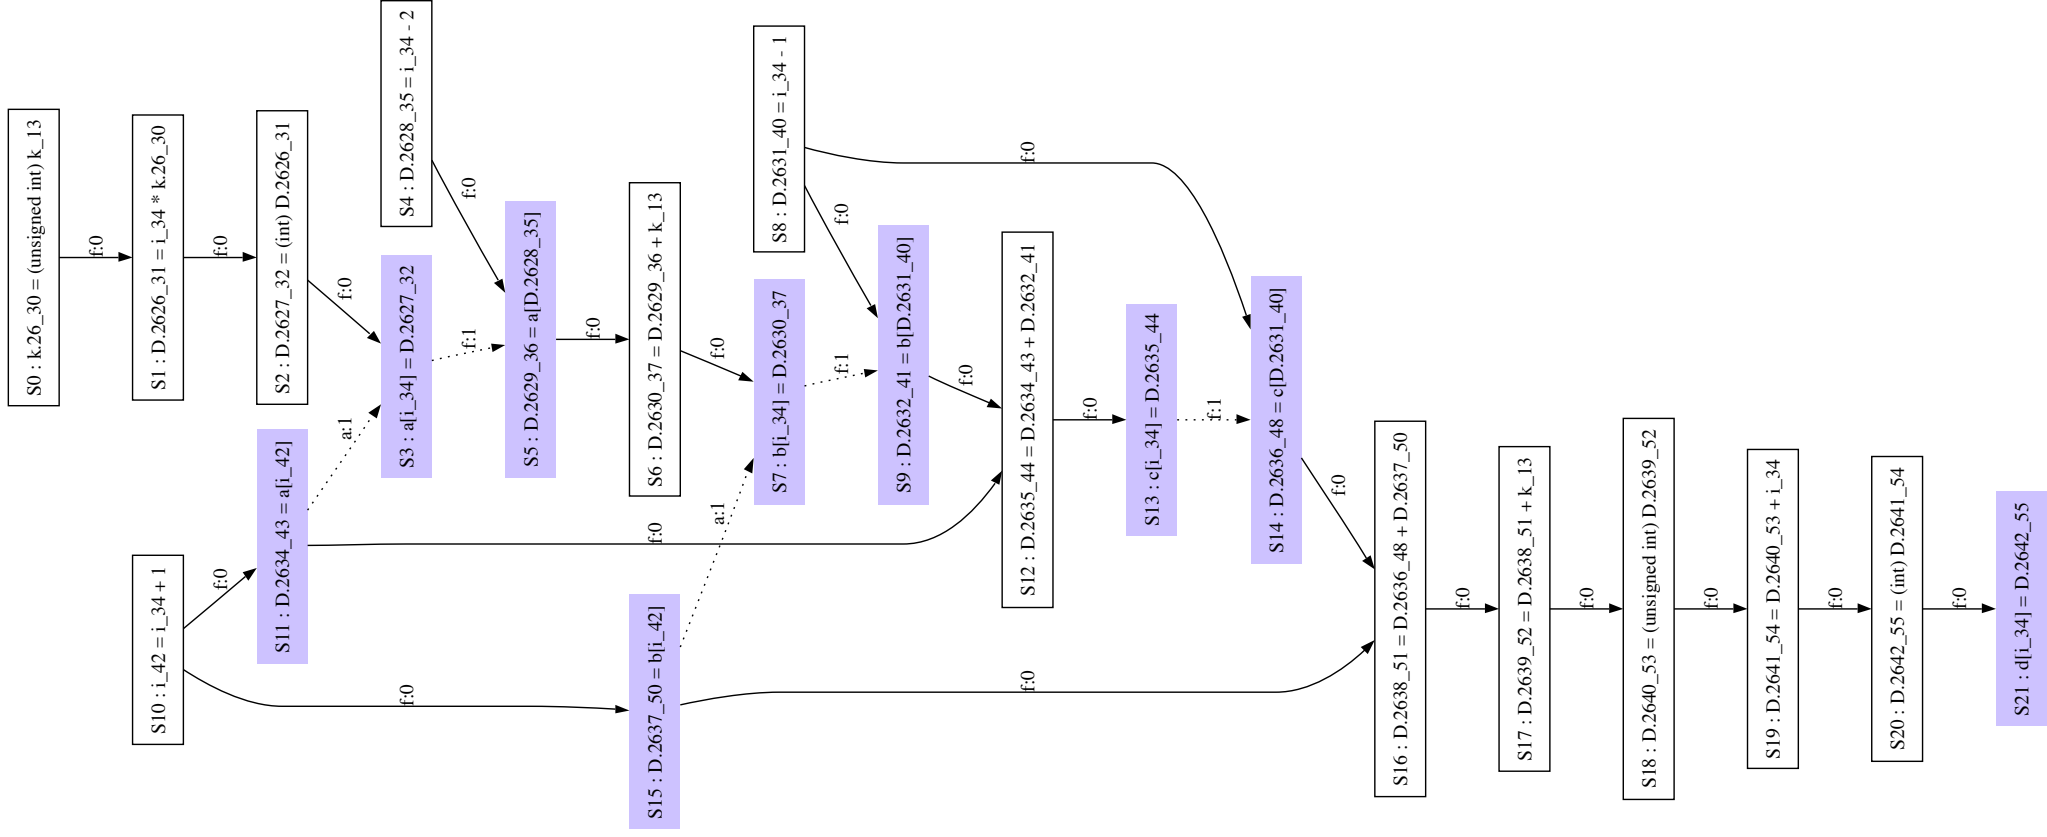 S0 : k.26_30 = (unsigned int) k_13
f:0
S1 : D.2626_31 = i_34 * k.26_30
f:0
S2 : D.2627_32 = (int) D.2626_31
f:0
S3 : a[i_34] = D.2627_32
f:1
S4 : D.2628_35 = i_34 - 2
f:0
S5 : D.2629_36 = a[D.2628_35]
f:0
S6 : D.2630_37 = D.2629_36 + k_13
f:0
S7 : b[i_34] = D.2630_37
f:1
S8 : D.2631_40 = i_34 - 1
f:0
f:0
S9 : D.2632_41 = b[D.2631_40]
f:0
S10 : i_42 = i_34 + 1
f:0
f:0
S11 : D.2634_43 = a[i_42]
a:1
f:0
S12 : D.2635_44 = D.2634_43 + D.2632_41
f:0
S13 : c[i_34] = D.2635_44
f:1
S14 : D.2636_48 = c[D.2631_40]
f:0
S15 : D.2637_50 = b[i_42]
a:1
f:0
S16 : D.2638_51 = D.2636_48 + D.2637_50
f:0
S17 : D.2639_52 = D.2638_51 + k_13
f:0
S18 : D.2640_53 = (unsigned int) D.2639_52
f:0
S19 : D.2641_54 = D.2640_53 + i_34
f:0
S20 : D.2642_55 = (int) D.2641_54
f:0
S21 : d[i_34] = D.2642_55